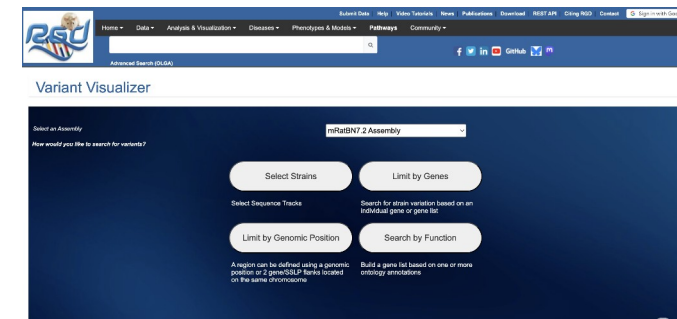 Submit Data Help Video Tutorials News Publications Download REST API Citing RGD Contact G Sign in with Goo
RGD
Home Data Analysis & Visualization Diseases Phenotypes & Models Pathways Community
GitHub
Advanced Search (OLGA)
Variant Visualizer
Select an Assembly
mRatBN7.2 Assembly
How would you like to search for variants?
Select Strains
Limit by Genes
Select Sequence Tracks
Search for strain variation based on an
individual gene or gene list
Limit by Genomic Position
Search by Function
A region can be defined using a genomic
position or 2 gene/SSLP flanks located
on the same chromosome
Build a gene list based on one or more
ontology annotations